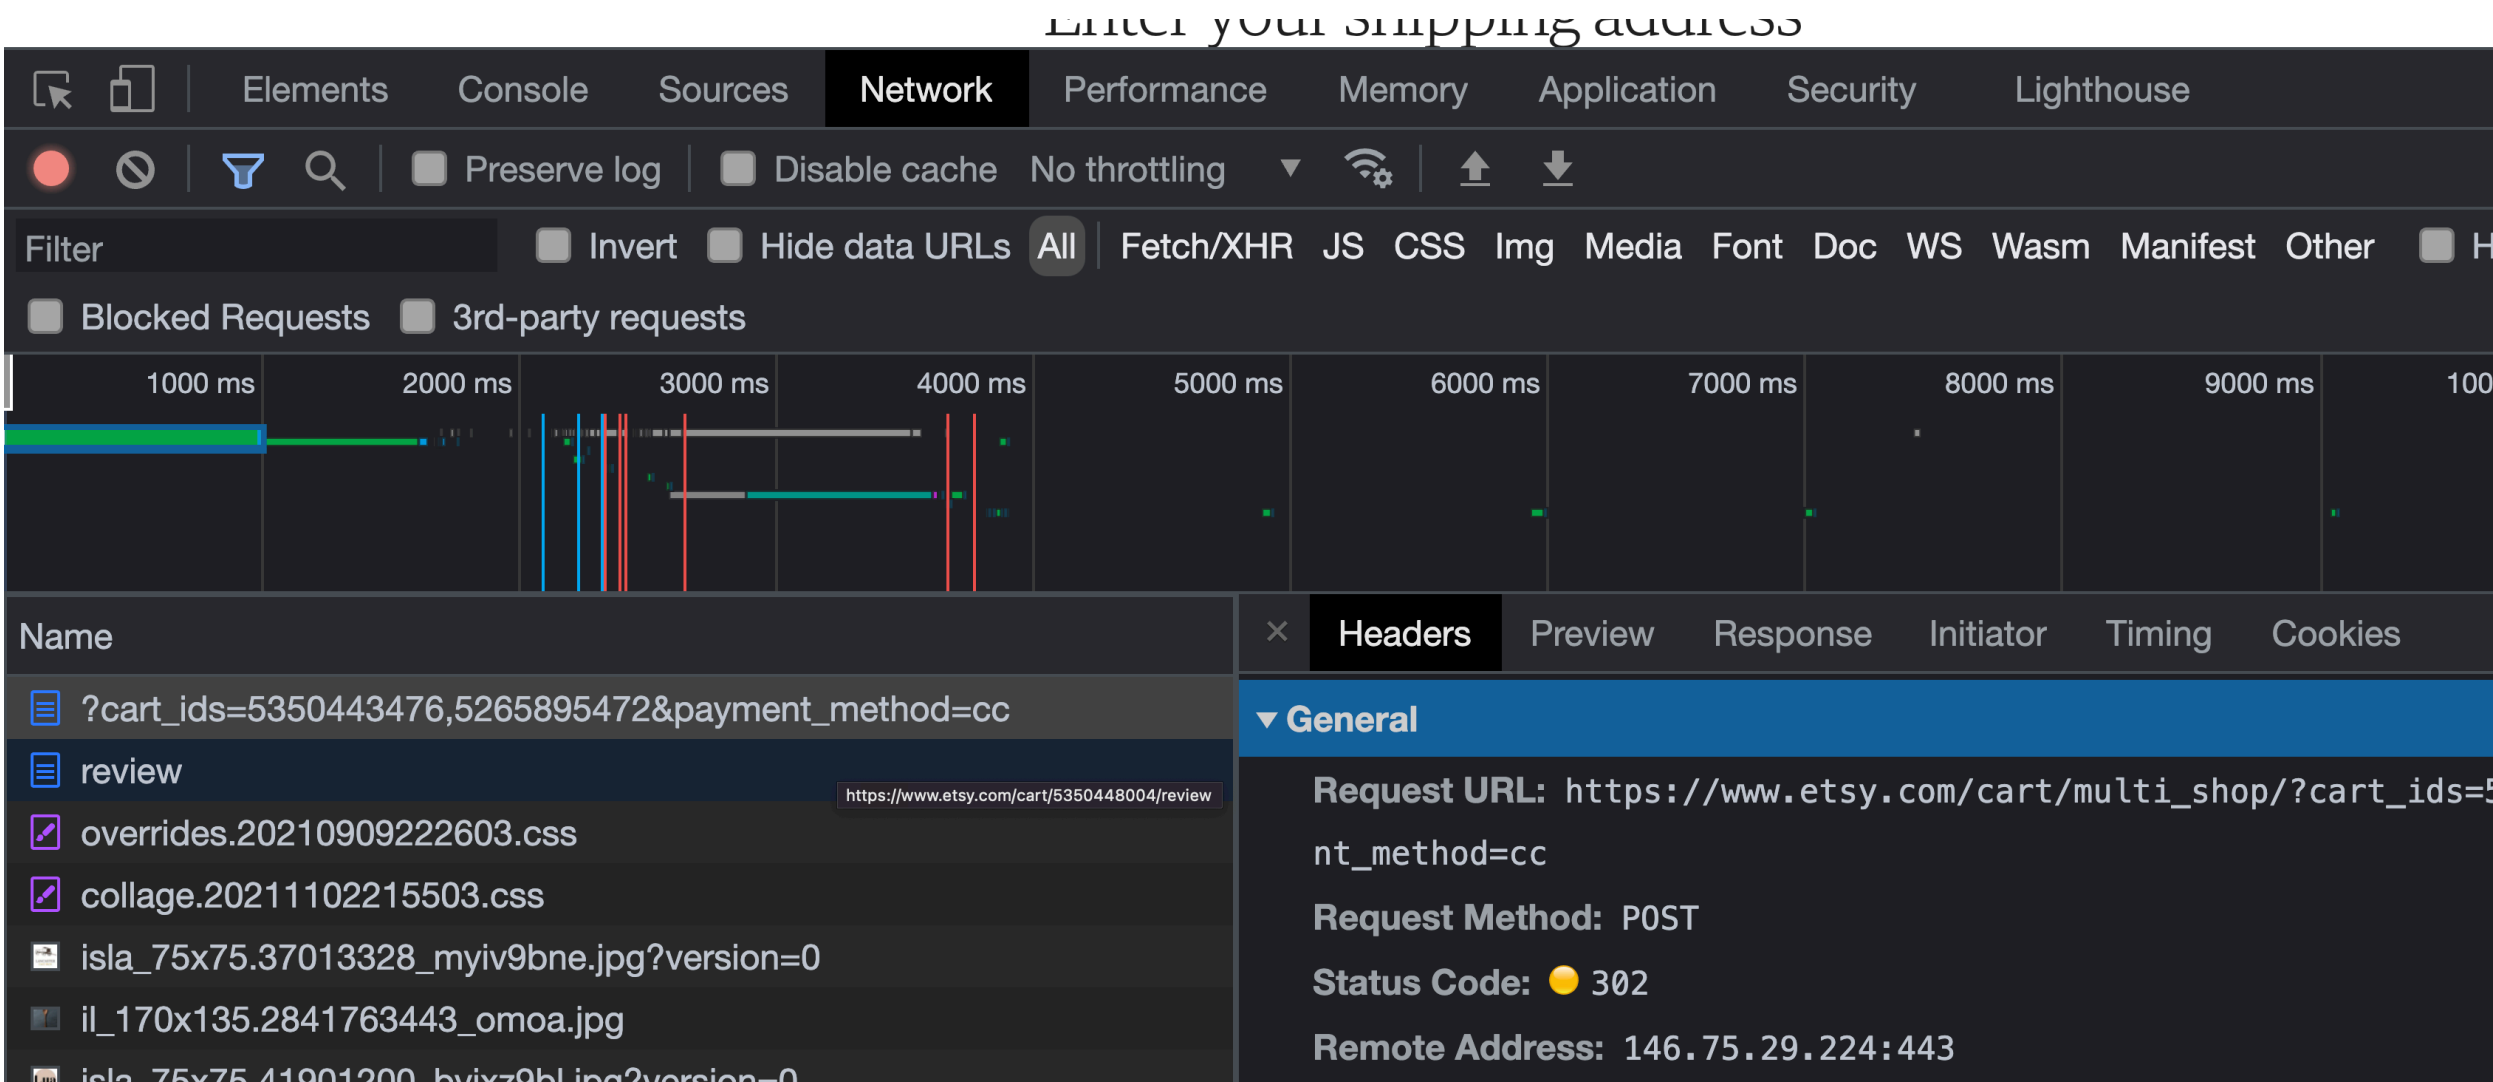 Enter your shipping address
Elements Console Sources Network Performance Memory Application Security Lighthouse
Preserve log Disable cache No throttling
Filter Invert Hide data URLs All Fetch/XHR JS CSS Img Media Font Doc WS Wasm Manifest Other H
Blocked Requests 3rd-party requests
1000 ms 2000 ms 3000 ms 4000 ms 5000 ms 6000 ms 7000 ms 8000 ms 9000 ms 100
Name
?cart_ids=5350443476,5265895472&payment_method=cc
review
https://www.etsy.com/cart/5350448004/review
overrides.20210909222603.css
collage.20211102215503.css
isla_75x75.37013328_myiv9bne.jpg?version=0
il_170x135.2841763443_omoa.jpg
Headers Preview Response Initiator Timing Cookies
General
Request URL: https://www.etsy.com/cart/multi_shop/?cart_ids=5
nt_method=cc
Request Method: POST
Status Code: 302
Remote Address: 146.75.29.224:443